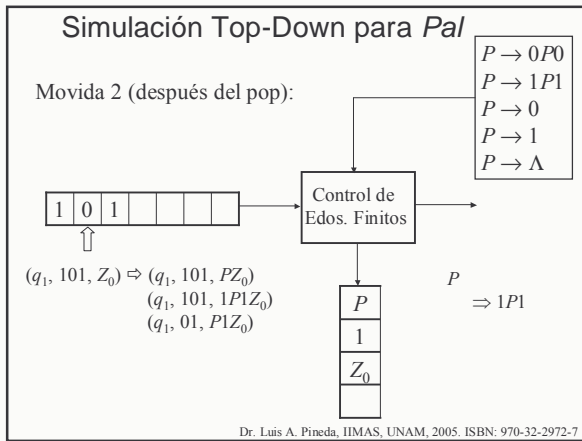 Simulación Top-Down para Pal
P → 0P0
P → 1P1
P → 0
P → 1
P → Λ
Movida 2 (después del pop):
1 0 1
Control de
Edos. Finitos
(q₁, 101, Z₀) ⇨ (q₁, 101, PZ₀)
(q₁, 101, 1P1Z₀)
(q₁, 01, P1Z₀)
P
1
Z₀
P
⇒ 1P1
Dr. Luis A. Pineda, IIMAS, UNAM, 2005. ISBN: 970-32-2972-7